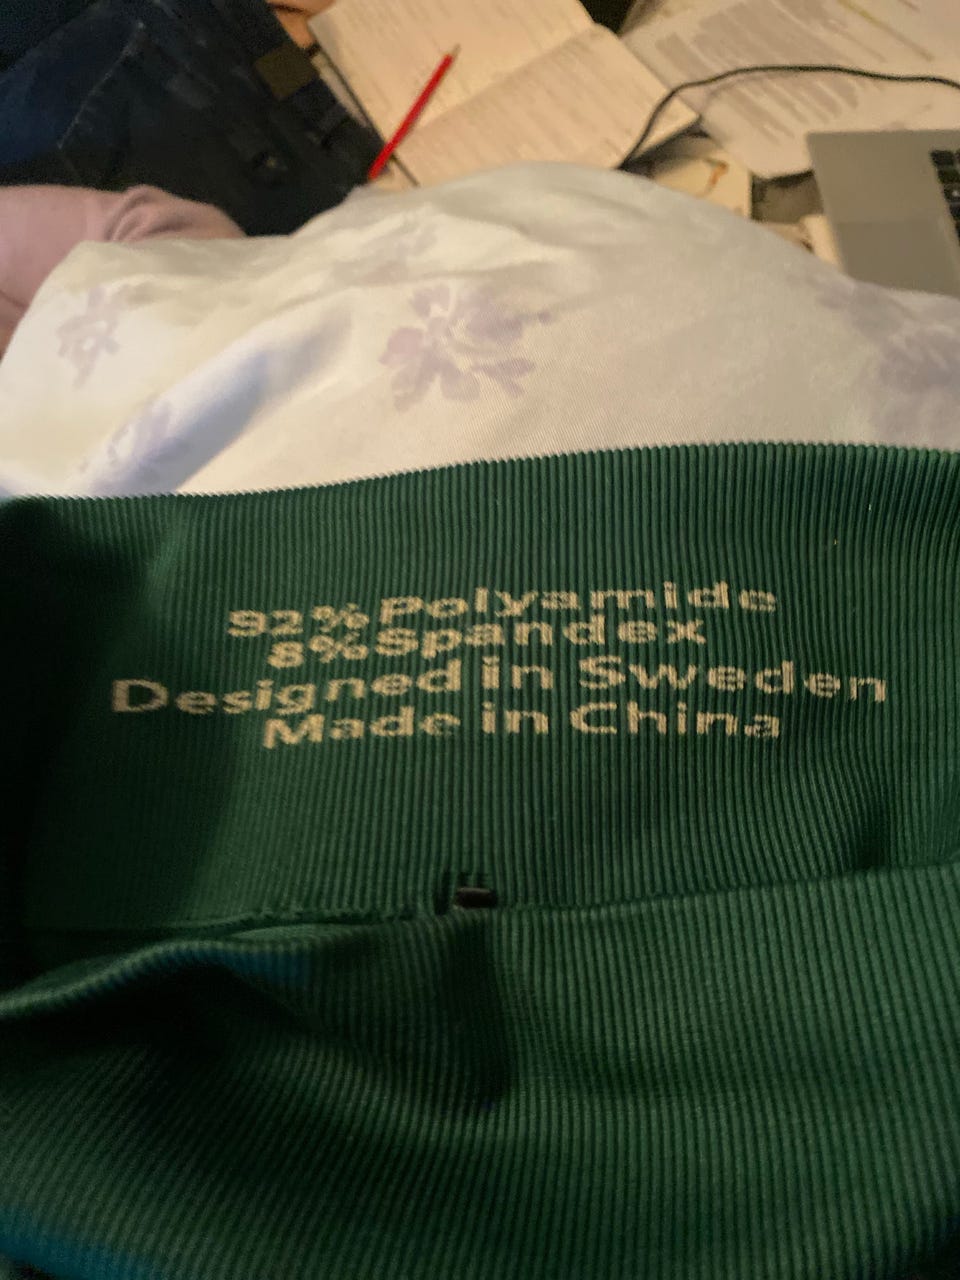 92% Polyamide
8% Spandex
Designed in Sweden
Made in China